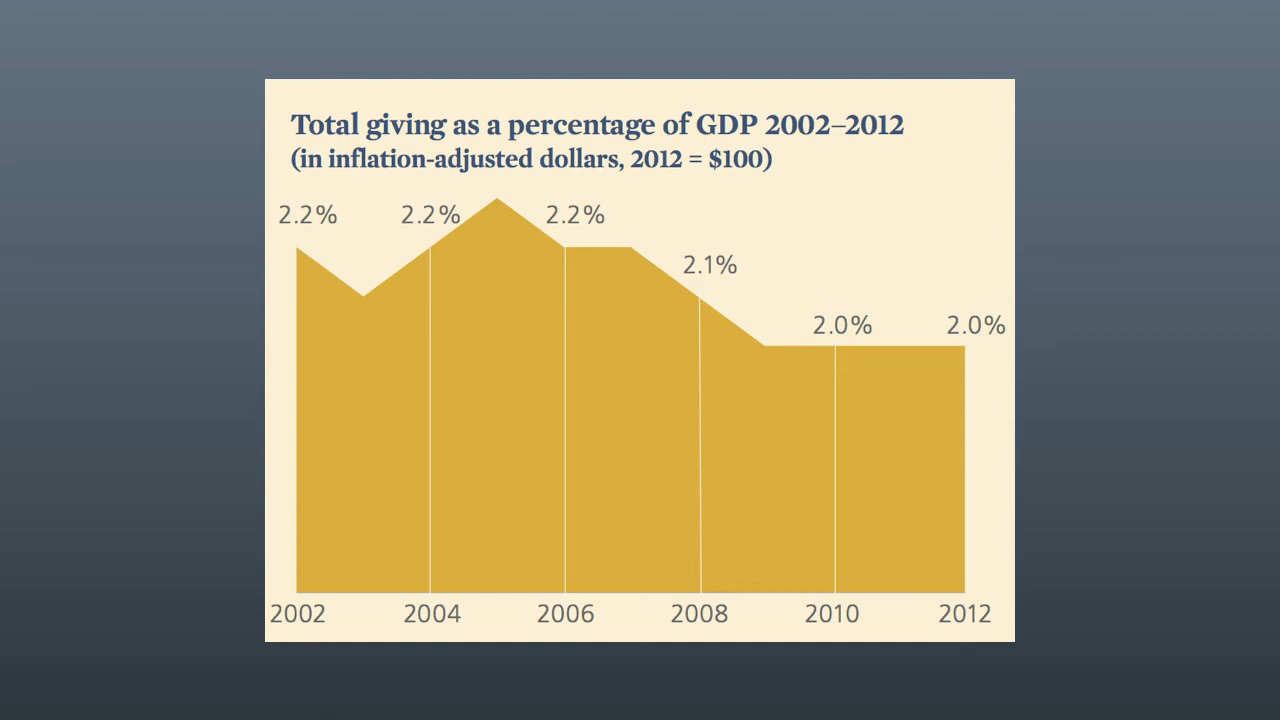 Total giving as a percentage of GDP 2002–2012
(in inflation-adjusted dollars, 2012 = $100)
2.2% 2.2% 2.2%
2.1%
2.0% 2.0%
2002 2004 2006 2008 2010 2012